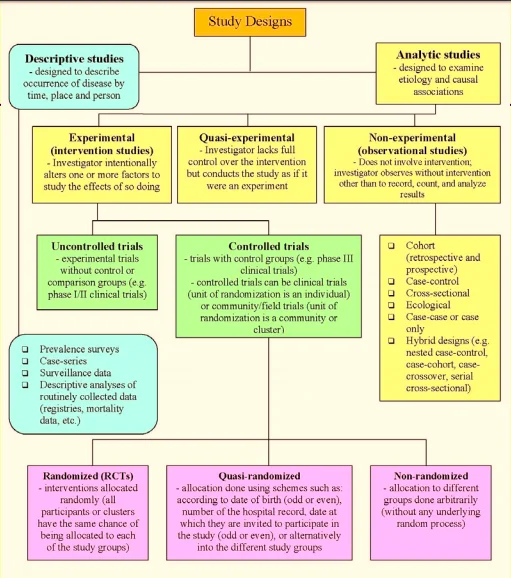 Study Designs
Descriptive studies
- designed to describe
occurrence of disease by
time, place and person
Analytic studies
- designed to examine
etiology and causal
associations
Experimental
(intervention studies)
- Investigator intentionally
alters one or more factors to
study the effects of so doing
Quasi-experimental
- Investigator lacks full
control over the intervention
but conducts the study as if it
were an experiment
Non-experimental
(observational studies)
- Does not involve intervention;
investigator observes without intervention
other than to record, count, and analyze
results
Uncontrolled trials
- experimental trials
without control or
comparison groups (e.g.
phase I/II clinical trials)
Controlled trials
- trials with control groups (e.g. phase III
clinical trials)
- controlled trials can be clinical trials
(unit of randomization is an individual)
or community/field trials (unit of
randomization is a community or
cluster)
❑ Cohort
(retrospective and
prospective)
❑ Case-control
❑ Cross-sectional
❑ Ecological
❑ Case-case or case
only
❑ Hybrid designs (e.g.
nested case-control,
case-cohort, case-
crossover, serial
cross-sectional)
❑ Prevalence surveys
❑ Case-series
❑ Surveillance data
❑ Descriptive analyses of
routinely collected data
(registries, mortality
data, etc.)
Randomized (RCTs)
- interventions allocated
randomly (all
participants or clusters
have the same chance of
being allocated to each
of the study groups)
Quasi-randomized
- allocation done using schemes such as:
according to date of birth (odd or even),
number of the hospital record, date at
which they are invited to participate in
the study (odd or even), or alternatively
into the different study groups
Non-randomized
- allocation to different
groups done arbitrarily
(without any underlying
random process)